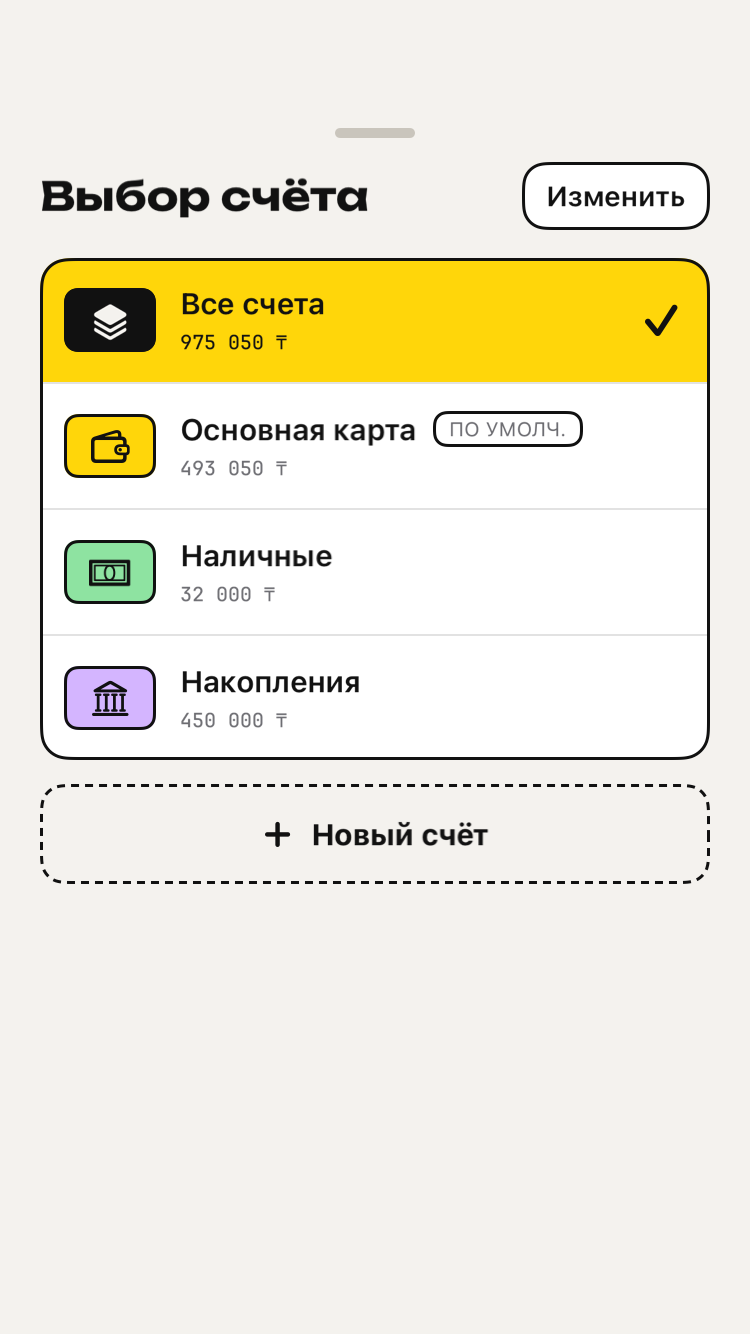 Выбор счёта
Изменить
Все счета
975 050 ₸
Основная карта ПО УМОЛЧ.
493 050 ₸
Наличные
32 000 ₸
Накопления
450 000 ₸
+ Новый счёт